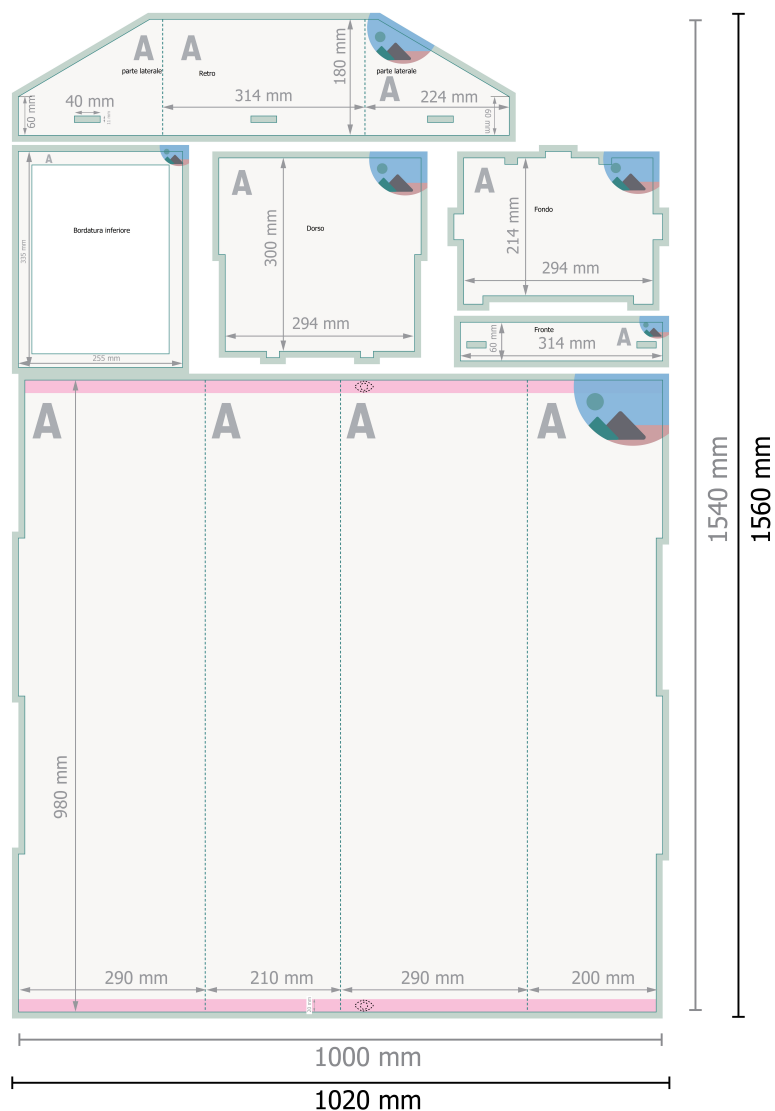 A
A
parte laterale
Retro
parte laterale
A
180 mm
314 mm
224 mm
40 mm
60 mm
60 mm
A
Bordatura inferiore
335 mm
255 mm
A
Dorso
300 mm
294 mm
A
Fondo
214 mm
294 mm
Fronte
A
60 mm
314 mm
A
A
A
A
980 mm
290 mm
210 mm
290 mm
200 mm
1540 mm
1560 mm
1000 mm
1020 mm